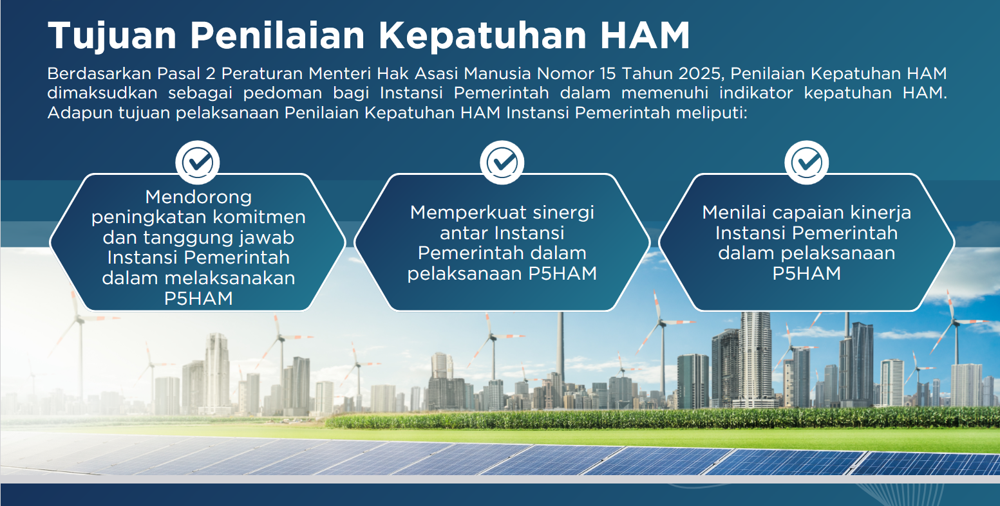 Tujuan Penilaian Kepatuhan HAM
Berdasarkan Pasal 2 Peraturan Menteri Hak Asasi Manusia Nomor 15 Tahun 2025, Penilaian Kepatuhan HAM
dimaksudkan sebagai pedoman bagi Instansi Pemerintah dalam memenuhi indikator kepatuhan HAM.
Adapun tujuan pelaksanaan Penilaian Kepatuhan HAM Instansi Pemerintah meliputi:
Mendorong
peningkatan komitmen
dan tanggung jawab
Instansi Pemerintah
dalam melaksanakan
P5HAM
Memperkuat sinergi
antar Instansi
Pemerintah dalam
pelaksanaan P5HAM
Menilai capaian kinerja
Instansi Pemerintah
dalam pelaksanaan
P5HAM